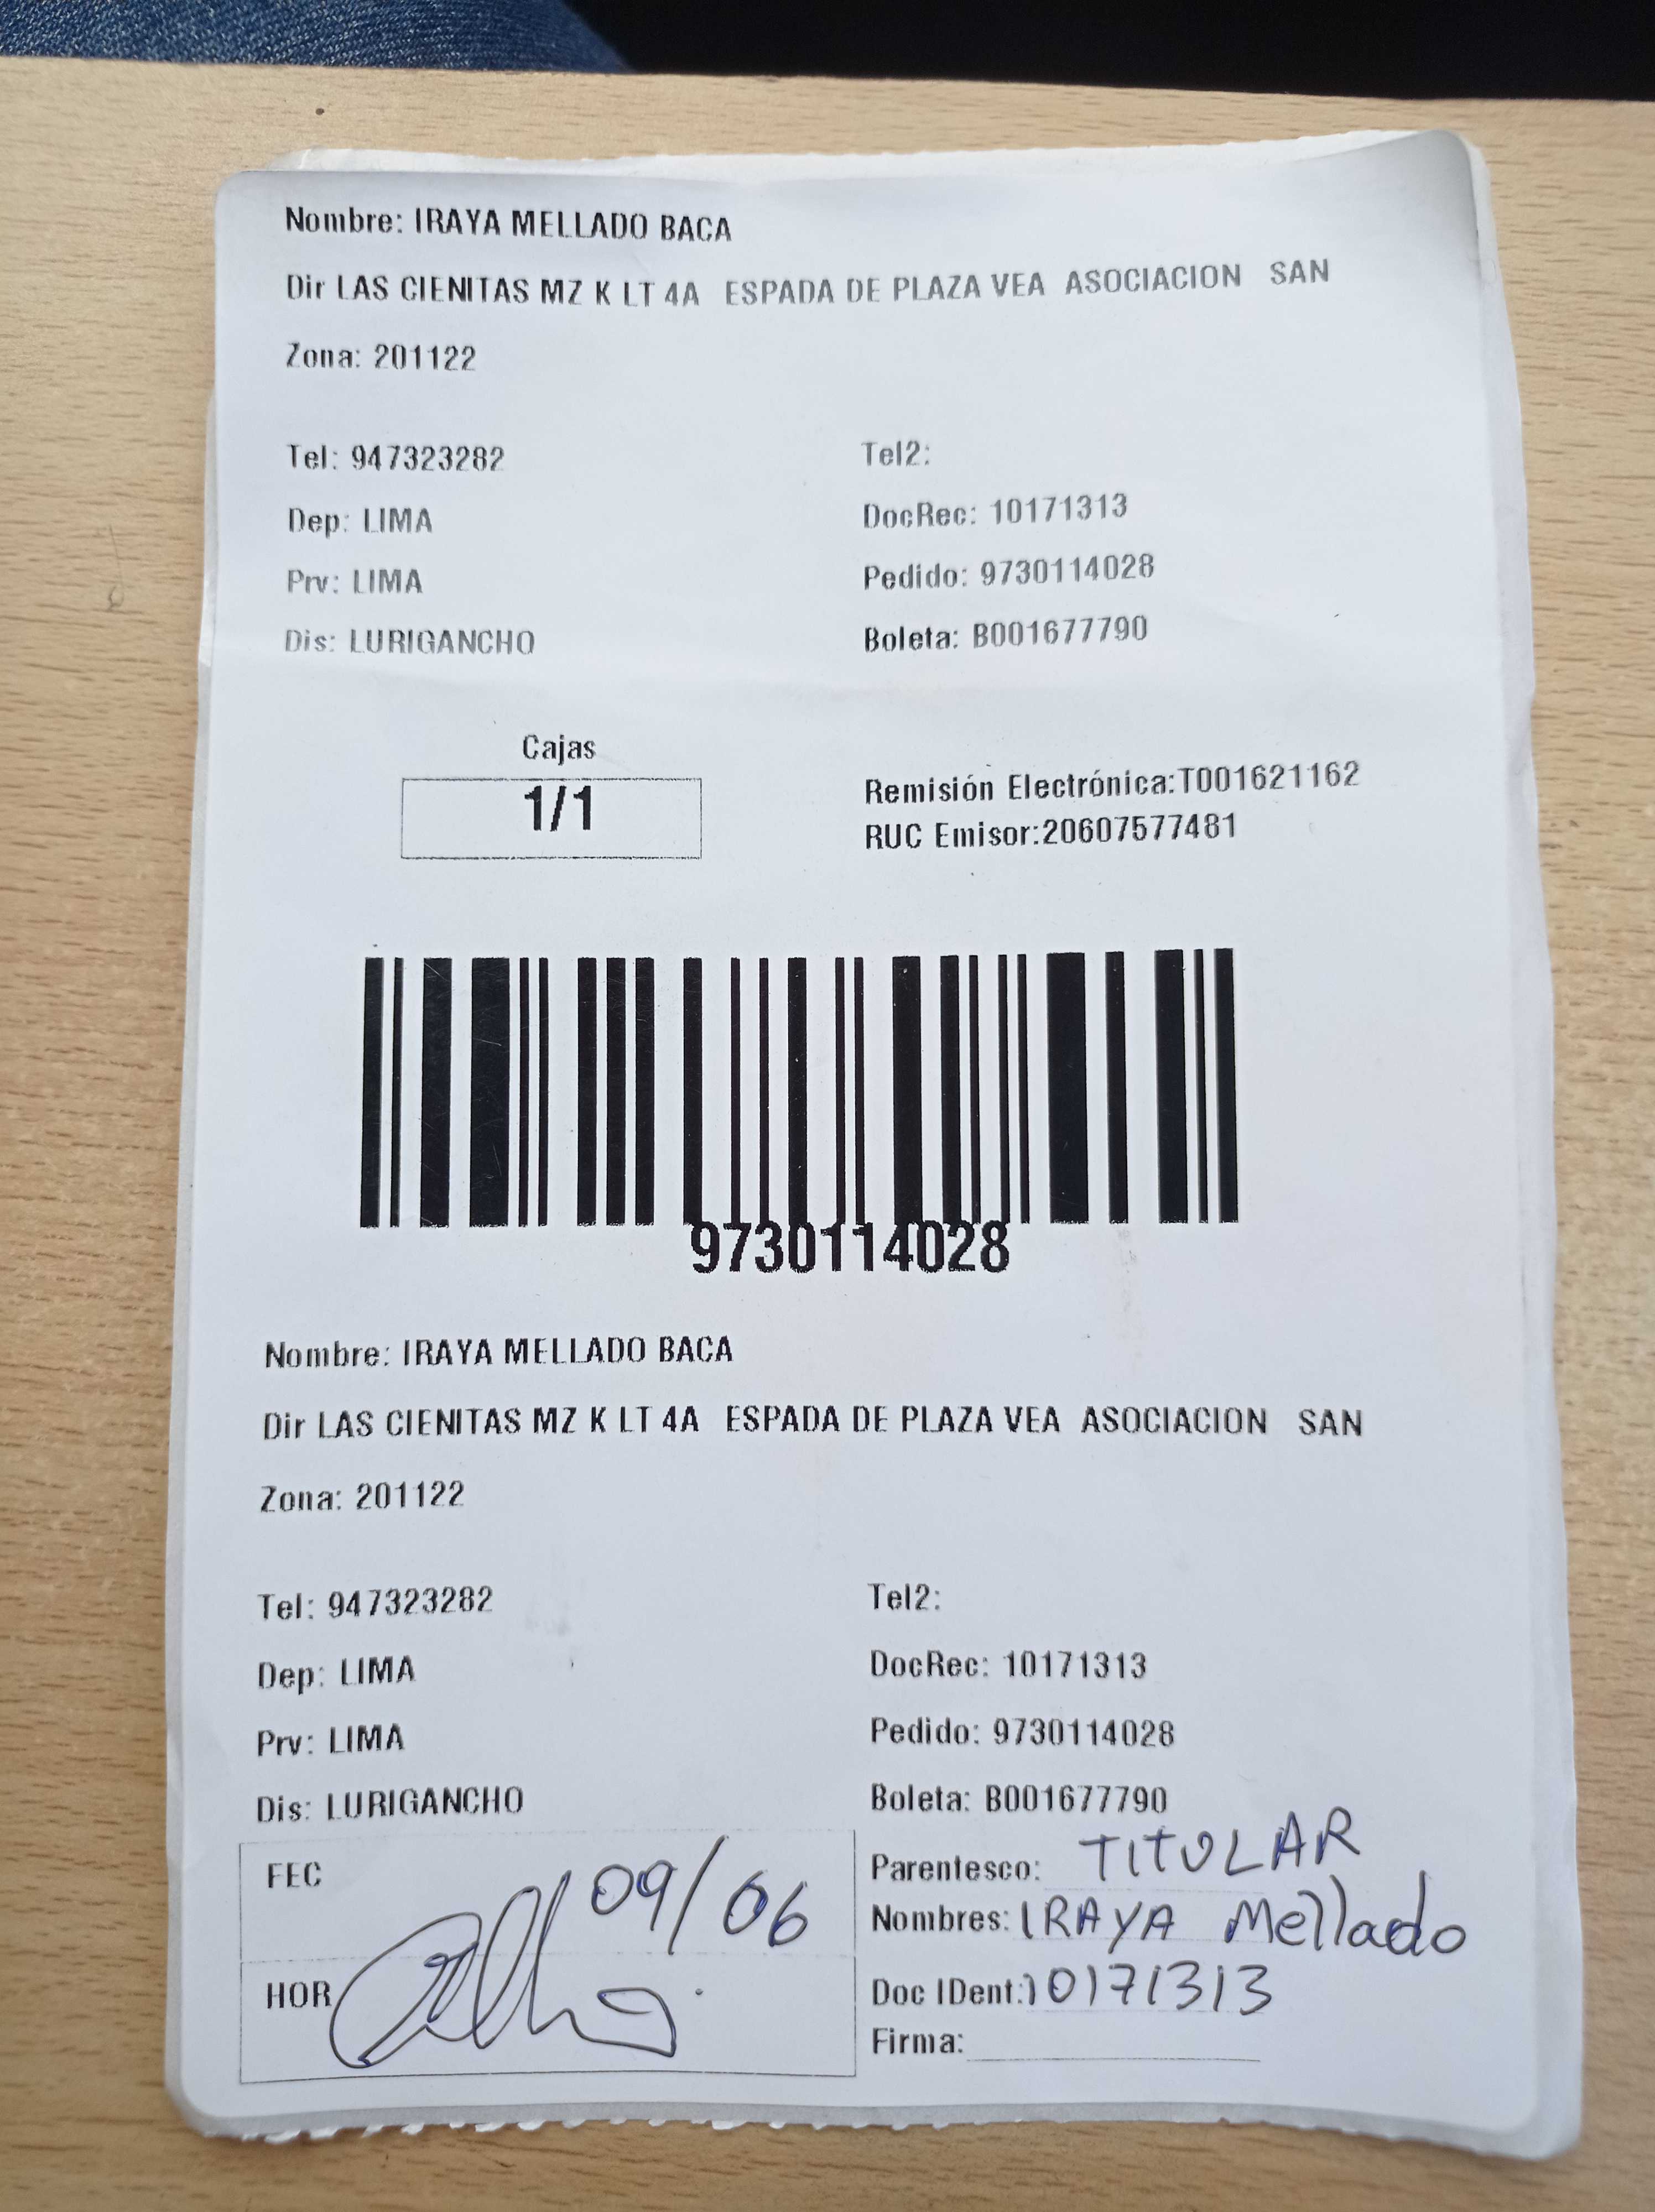 Nombre: IRAYA MELLADO BACA
Dir LAS CIENITAS MZ K LT 4A ESPADA DE PLAZA VEA ASOCIACION SAN
Zona: 201122
Tel: 947323282 Tel2:
Dep: LIMA DocRec: 10171313
Prv: LIMA Pedido: 9730114028
Dis: LURIGANCHO Boleta: B001677790
Cajas
1/1
Remisión Electrónica:T001621162
RUC Emisor:20607577481
9730114028
Nombre: IRAYA MELLADO BACA
Dir LAS CIENITAS MZ K LT 4A ESPADA DE PLAZA VEA ASOCIACION SAN
Zona: 201122
Tel: 947323282 Tel2:
Dep: LIMA DocRec: 10171313
Prv: LIMA Pedido: 9730114028
Dis: LURIGANCHO Boleta: B001677790
FEC 09/06
HOR
Parentesco: TITULAR
Nombres: IRAYA Mellado
Doc IDent: 10171313
Firma: